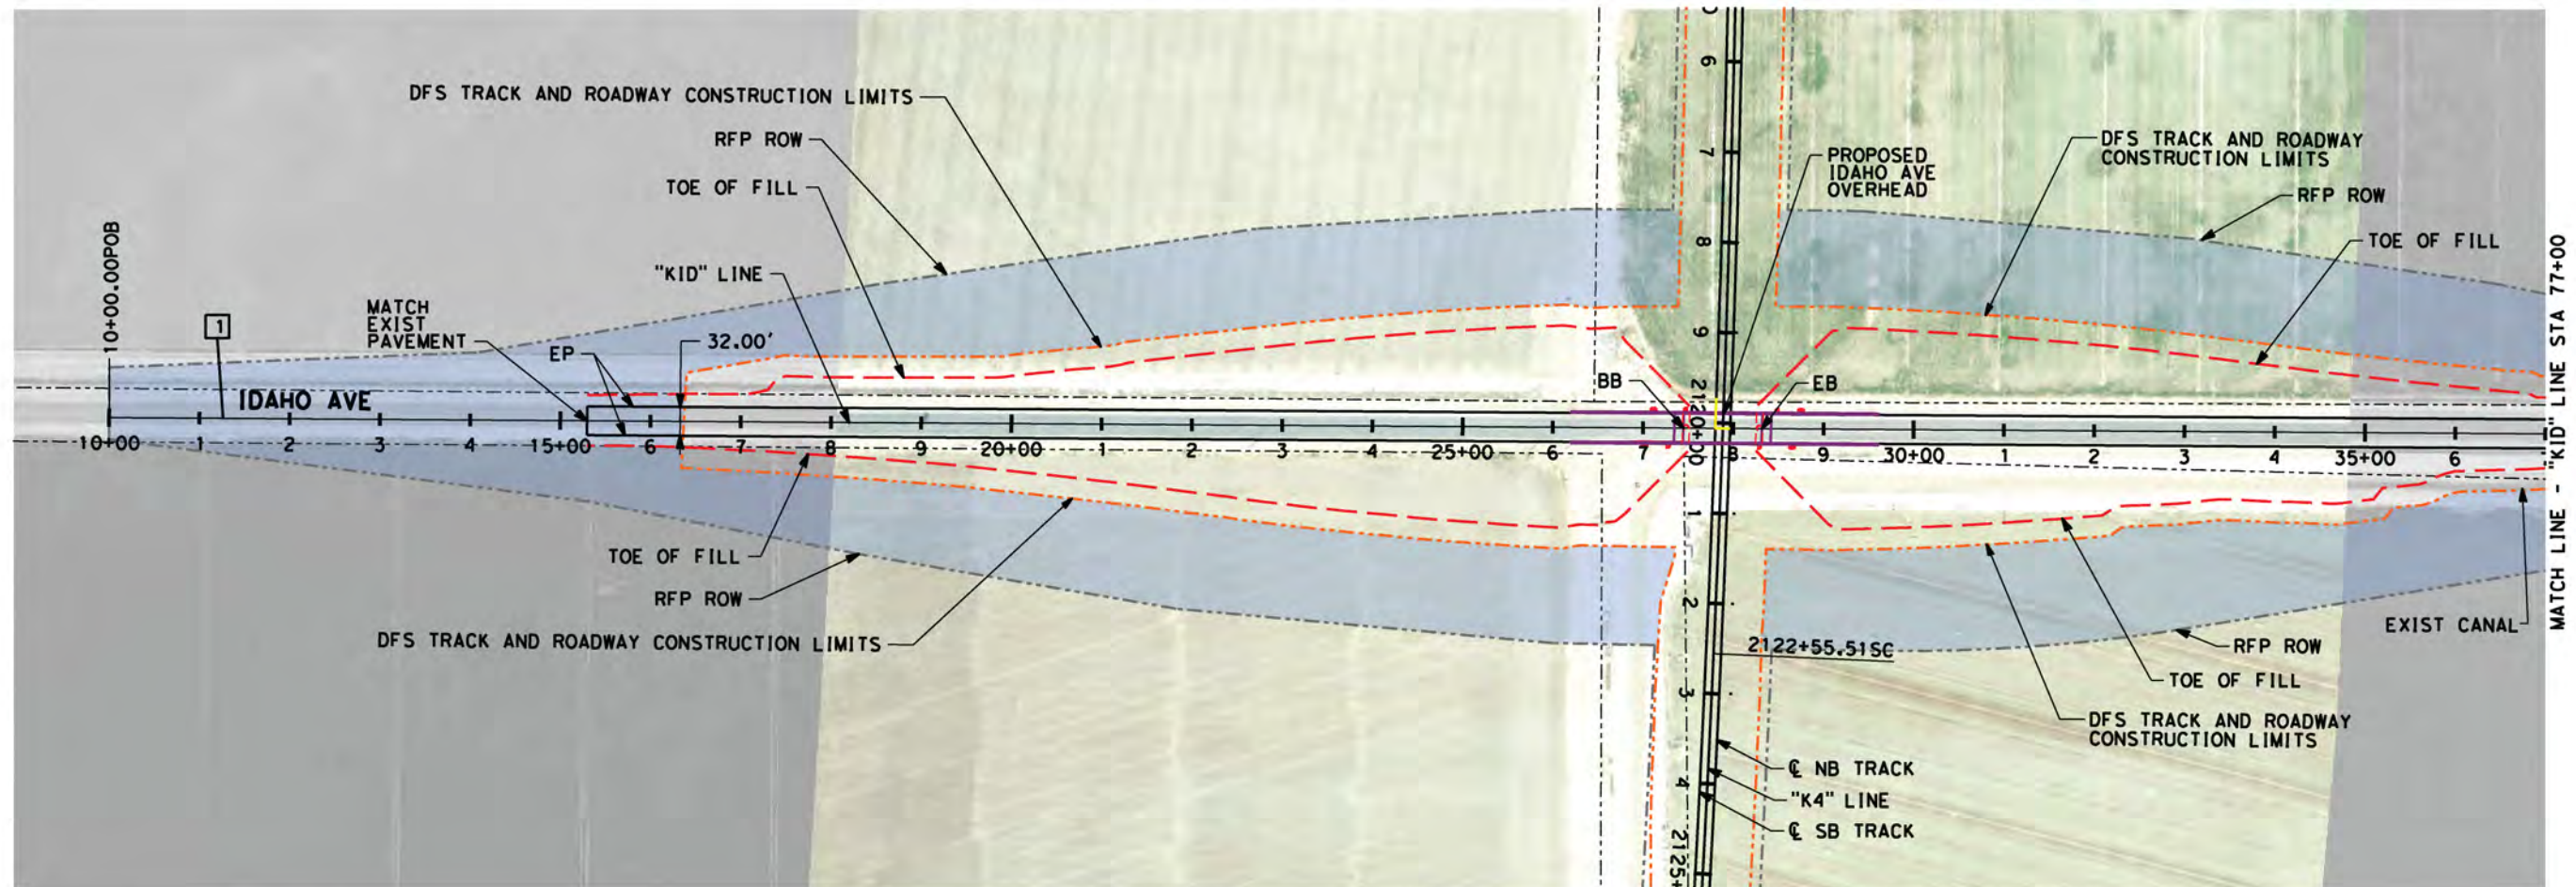 DFS TRACK AND ROADWAY CONSTRUCTION LIMITS
RFP ROW
TOE OF FILL
"KID" LINE
10+00.00POB
1
MATCH
EXIST
PAVEMENT
EP
32.00'
IDAHO AVE
10+00 1 2 3 4 15+00 6 7 8 9 20+00 1 2 3 4 25+00 6 7 8 9 30+00 1 2 3 4 35+00 6
TOE OF FILL
RFP ROW
DFS TRACK AND ROADWAY CONSTRUCTION LIMITS
6
7
8
9
2120+00
1
2
3
4
2125+
PROPOSED
IDAHO AVE
OVERHEAD
BB
EB
DFS TRACK AND ROADWAY
CONSTRUCTION LIMITS
RFP ROW
TOE OF FILL
MATCH LINE - "KID" LINE STA 77+00
EXIST CANAL
2122+55.51SC
RFP ROW
TOE OF FILL
DFS TRACK AND ROADWAY
CONSTRUCTION LIMITS
℄ NB TRACK
"K4" LINE
℄ SB TRACK